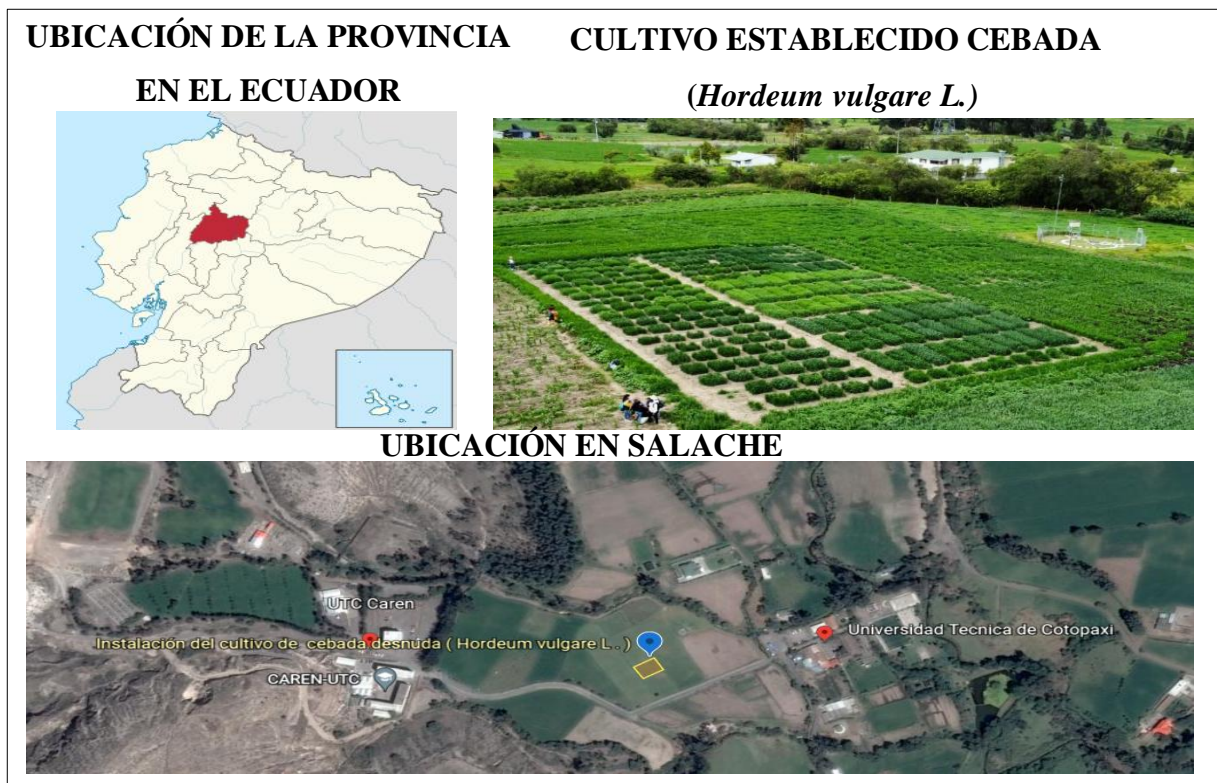 UBICACIÓN DE LA PROVINCIA
EN EL ECUADOR
CULTIVO ESTABLECIDO CEBADA
(Hordeum vulgare L.)
UBICACIÓN EN SALACHE
UTC Caren
Instalación del cultivo de cebada desnuda ( Hordeum vulgare L . )
Universidad Tecnica de Cotopaxi
CAREN-UTC